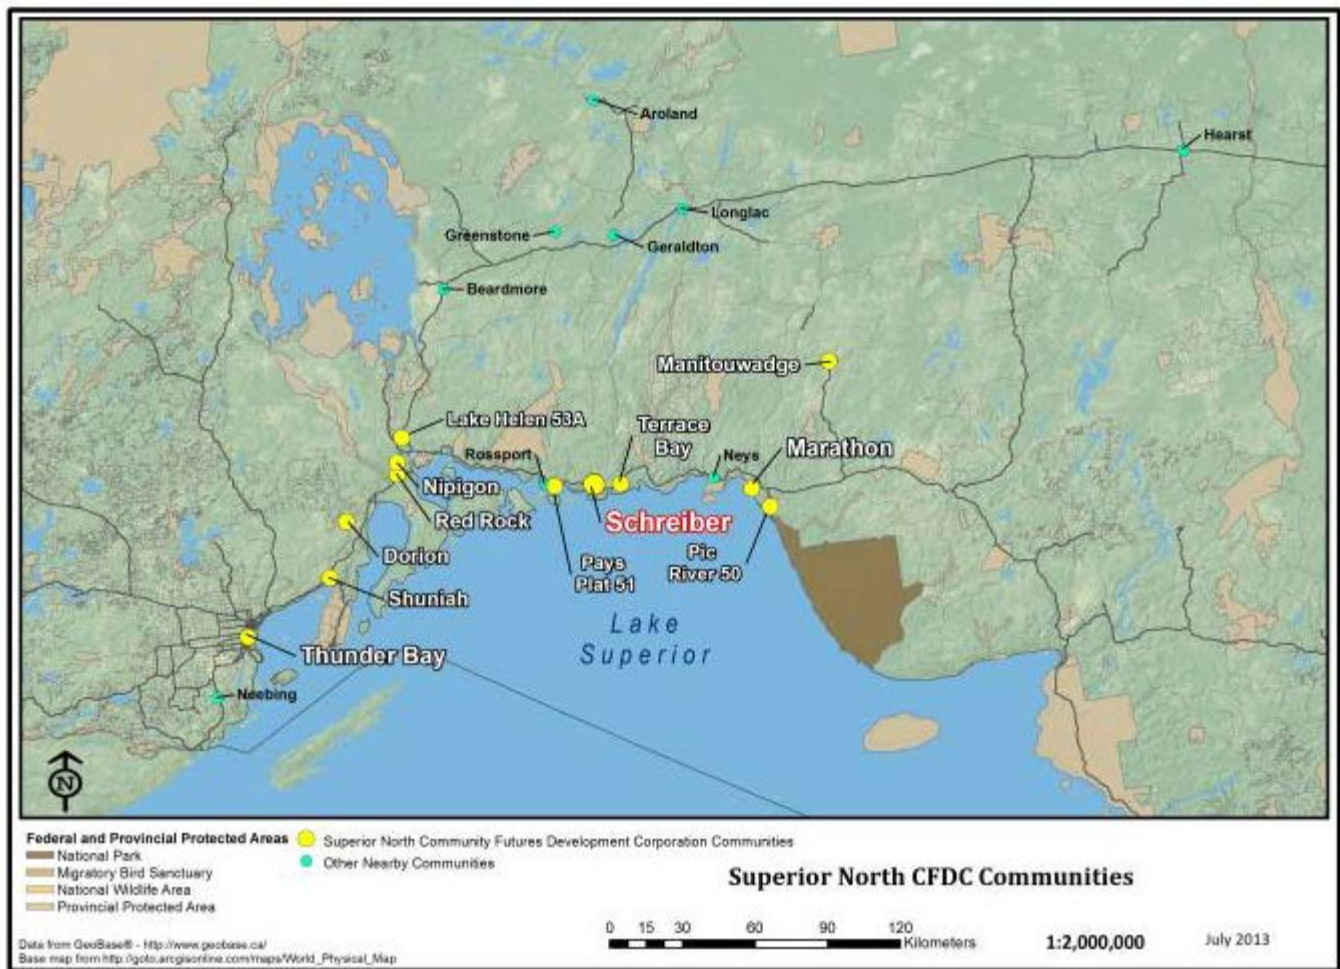 Aroland
Hearst
Longlac
Greenstone
Geraldton
Beardmore
Manitouwadge
Lake Helen 53A
Terrace
Bay
Rossport
Neys
Marathon
Nipigon
Red Rock
Schreiber
Dorion
Pays
Plat 51
Pic
River 50
Shuniah
Lake
Superior
Thunder Bay
Neebing
N
Federal and Provincial Protected Areas
National Park
Migratory Bird Sanctuary
National Wildlife Area
Provincial Protected Area
Superior North Community Futures Development Corporation Communities
Other Nearby Communities
Superior North CFDC Communities
0 15 30 60 90 120
Kilometers
1:2,000,000
July 2013
Data from GeoBase® - http://www.geobase.ca/
Base map from http://goto.arcgisonline.com/maps/World_Physical_Map